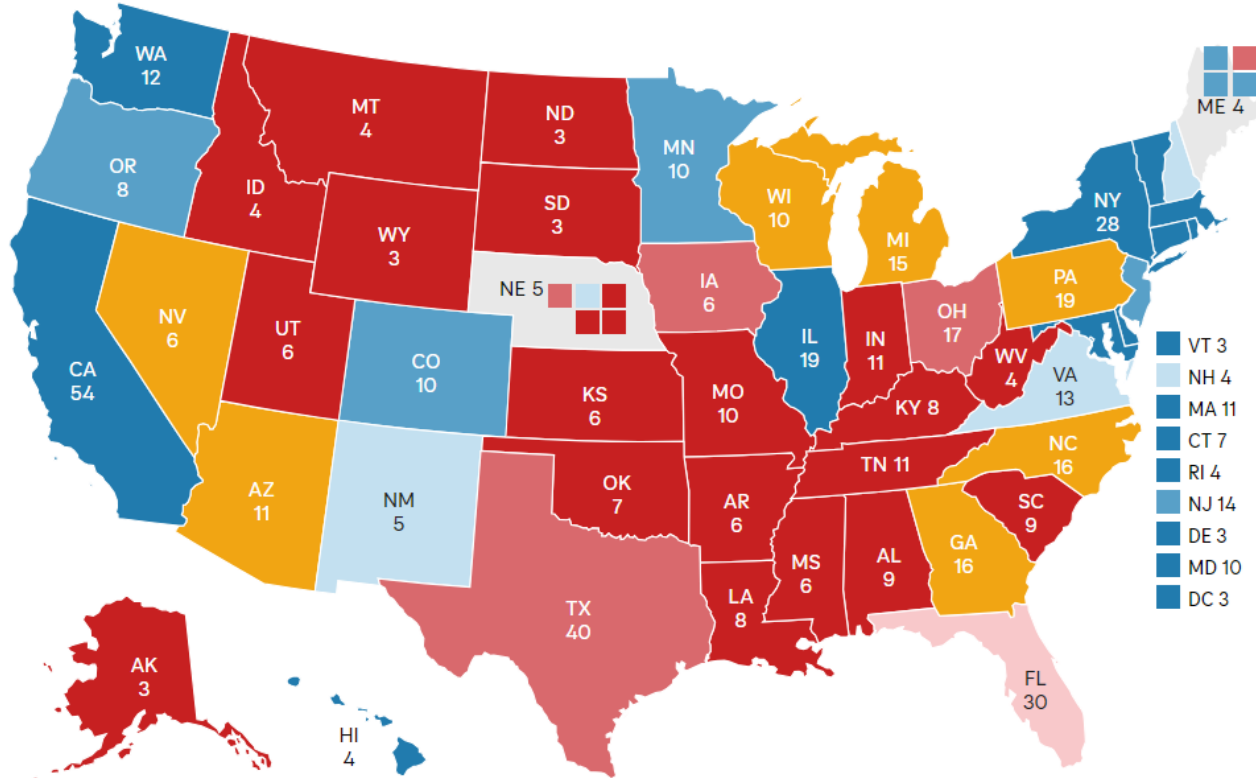 WA
12
MT
4
ND
3
MN
10
ME 4
OR
8
ID
4
SD
3
WI
10
NY
28
WY
3
MI
15
NE 5
IA
6
PA
19
NV
6
UT
6
OH
17
CO
10
IL
19
IN
11
WV
4
VA
13
CA
54
KS
6
MO
10
KY 8
NC
16
TN 11
AZ
11
NM
5
OK
7
AR
6
SC
9
MS
6
AL
9
GA
16
LA
8
TX
40
AK
3
FL
30
HI
4
VT 3
NH 4
MA 11
CT 7
RI 4
NJ 14
DE 3
MD 10
DC 3